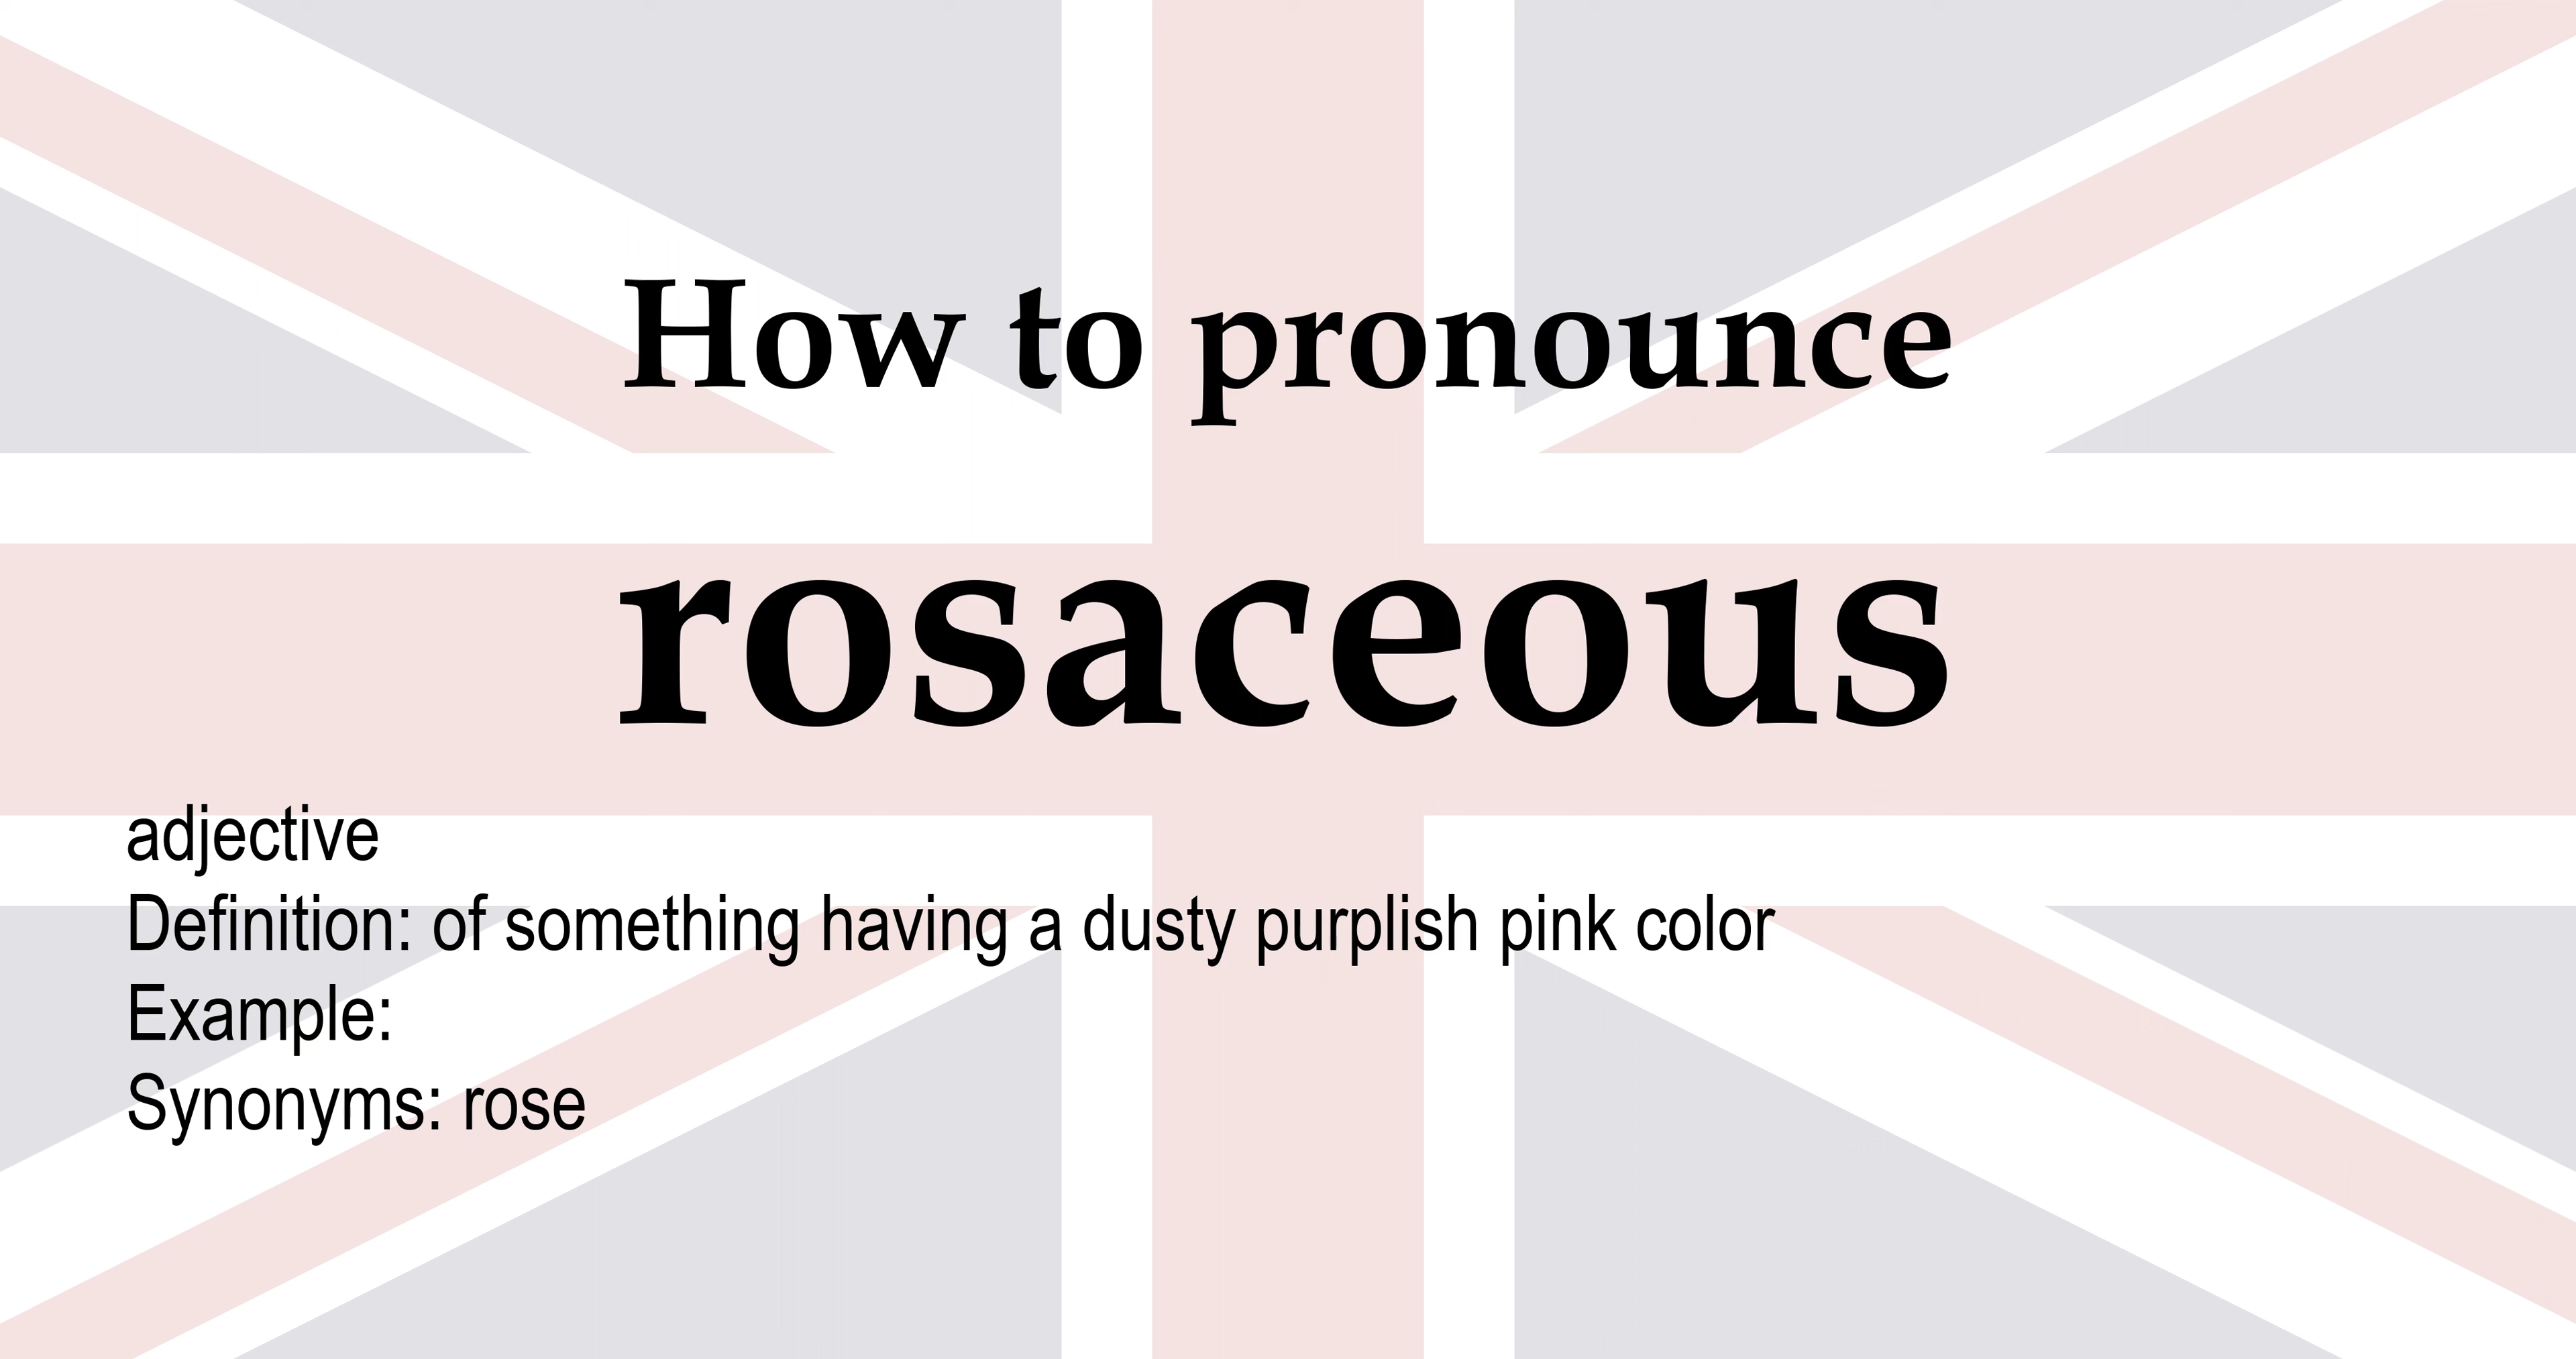 How to pronounce
rosaceous
adjective
Definition: of something having a dusty purplish pink color
Example:
Synonyms: rose